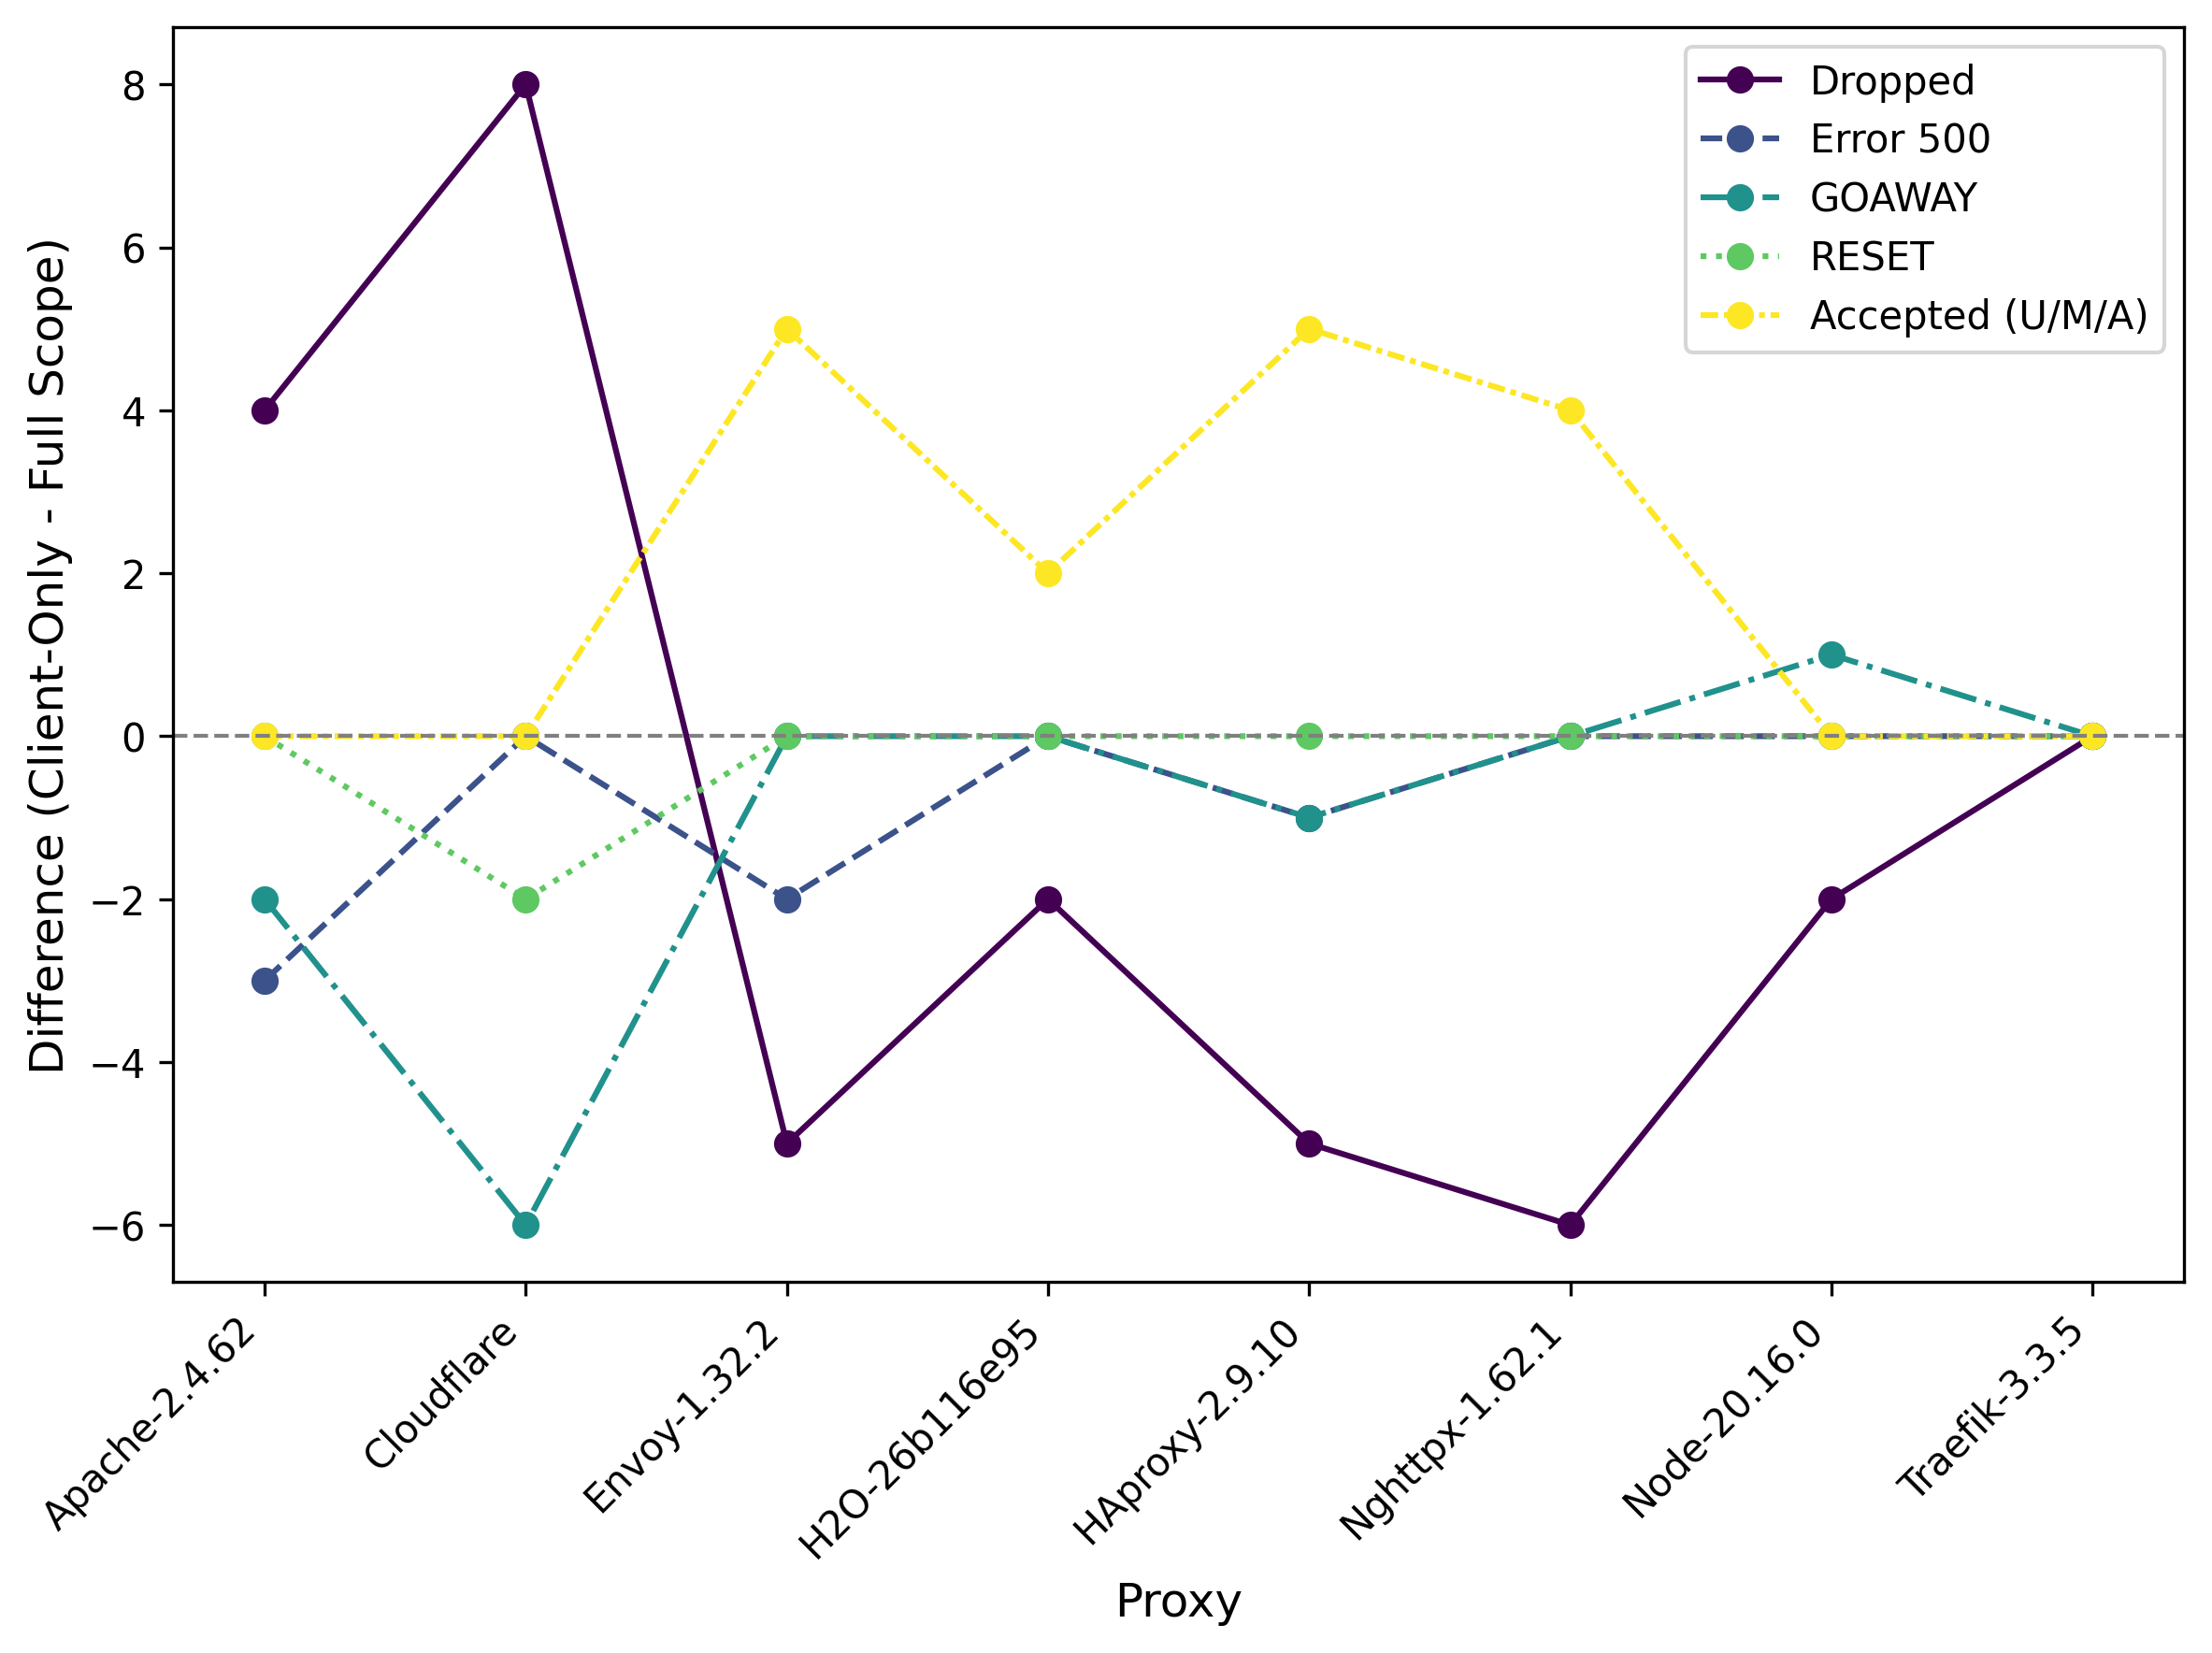 Difference (Client-Only - Full Scope)
8
6
4
2
0
−2
−4
−6
Dropped
Error 500
GOAWAY
RESET
Accepted (U/M/A)
Apache-2.4.62
Cloudflare
Envoy-1.32.2
H2O-26b116e95
HAproxy-2.9.10
Nghttpx-1.62.1
Node-20.16.0
Traefik-3.3.5
Proxy